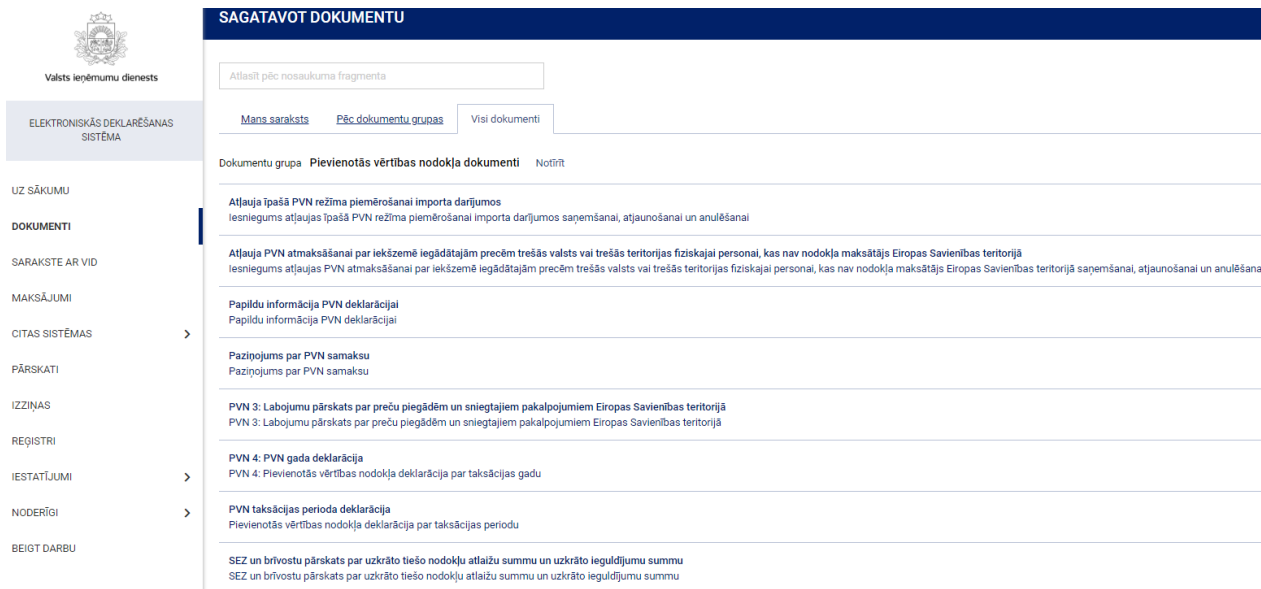 Valsts ieņēmumu dienests
ELEKTRONISKĀS DEKLARĒŠANAS
SISTĒMA
UZ SĀKUMU
DOKUMENTI
SARAKSTE AR VID
MAKSĀJUMI
CITAS SISTĒMAS
PĀRSKATI
IZZIŅAS
REĢISTRI
IESTATĪJUMI
NODERĪGI
BEIGT DARBU
SAGATAVOT DOKUMENTU
Atlasīt pēc nosaukuma fragmenta
Mans saraksts Pēc dokumentu grupas Visi dokumenti
Dokumentu grupa Pievienotās vērtības nodokļa dokumenti Notīrīt
Atļauja īpašā PVN režīma piemērošanai importa darījumos
Iesniegums atļaujas īpašā PVN režīma piemērošanai importa darījumos saņemšanai, atjaunošanai un anulēšanai
Atļauja PVN atmaksāšanai par iekšzemē iegādātajām precēm trešās valsts vai trešās teritorijas fiziskajai personai, kas nav nodokļa maksātājs Eiropas Savienības teritorijā
Iesniegums atļaujas PVN atmaksāšanai par iekšzemē iegādātajām precēm trešās valsts vai trešās teritorijas fiziskajai personai, kas nav nodokļa maksātājs Eiropas Savienības teritorijā saņemšanai, atjaunošanai un anulēšana
Papildu informācija PVN deklarācijai
Papildu informācija PVN deklarācijai
Paziņojums par PVN samaksu
Paziņojums par PVN samaksu
PVN 3: Labojumu pārskats par preču piegādēm un sniegtajiem pakalpojumiem Eiropas Savienības teritorijā
PVN 3: Labojumu pārskats par preču piegādēm un sniegtajiem pakalpojumiem Eiropas Savienības teritorijā
PVN 4: PVN gada deklarācija
PVN 4: Pievienotās vērtības nodokļa deklarācija par taksācijas gadu
PVN taksācijas perioda deklarācija
Pievienotās vērtības nodokļa deklarācija par taksācijas periodu
SEZ un brīvostu pārskats par uzkrāto tiešo nodokļu atlaižu summu un uzkrāto ieguldījumu summu
SEZ un brīvostu pārskats par uzkrāto tiešo nodokļu atlaižu summu un uzkrāto ieguldījumu summu